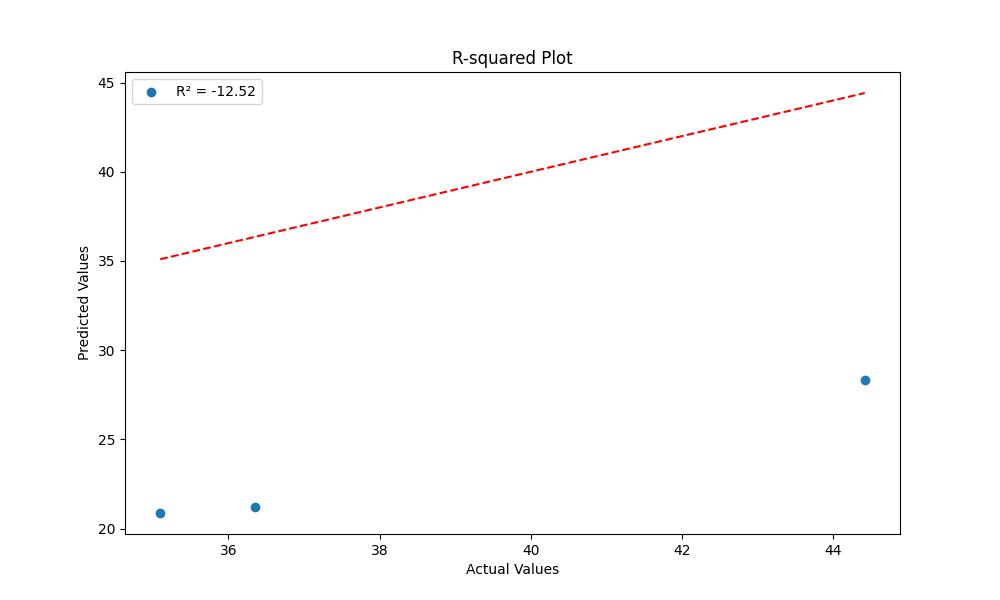 R-squared Plot
R² = -12.52
45
40
35
30
25
20
Predicted Values
36
38
40
42
44
Actual Values